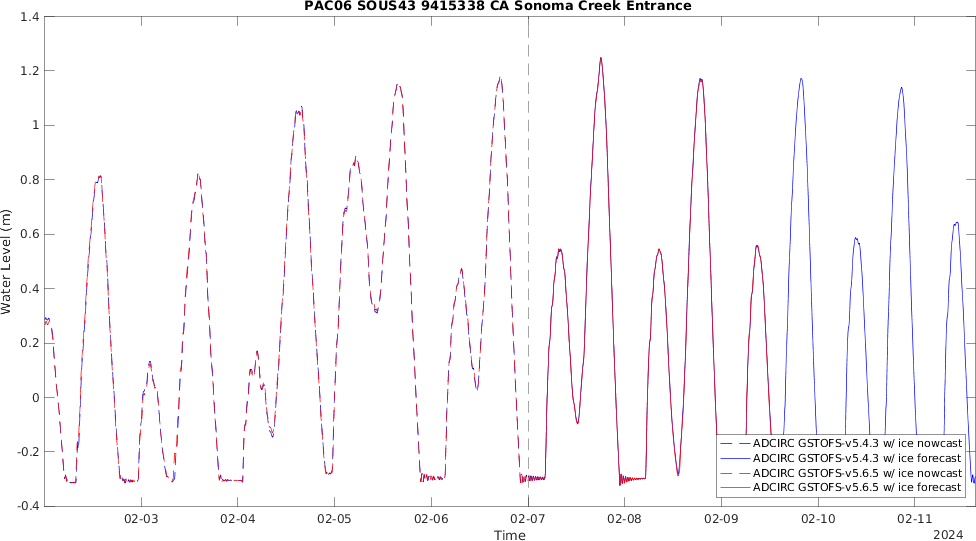 PAC06 SOUS43 9415338 CA Sonoma Creek Entrance
1.4
1.2
1
0.8
0.6
0.4
0.2
0
-0.2
-0.4
Water Level (m)
ADCIRC GSTOFS-v5.4.3 w/ ice nowcast
ADCIRC GSTOFS-v5.4.3 w/ ice forecast
ADCIRC GSTOFS-v5.6.5 w/ ice nowcast
ADCIRC GSTOFS-v5.6.5 w/ ice forecast
02-03 02-04 02-05 02-06 02-07 02-08 02-09 02-10 02-11
Time
2024